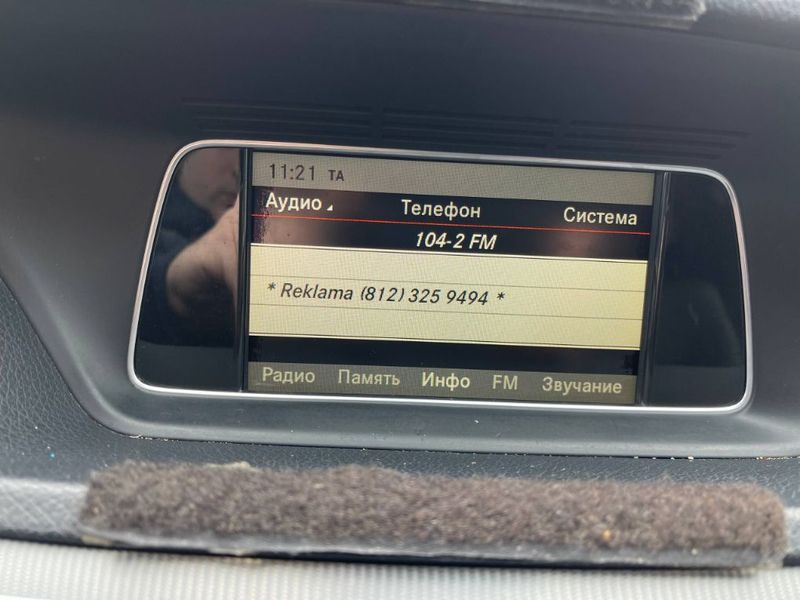 11:21 TA
Аудио Телефон Система
104-2 FM
* Reklama (812) 325 9494 *
Радио Память Инфо FM Звучание